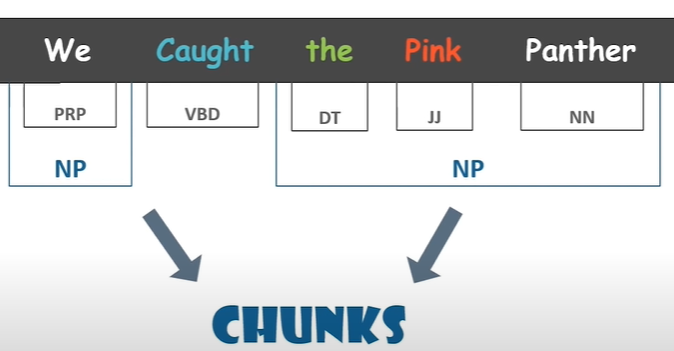 We Caught the Pink Panther
PRP VBD DT JJ NN
NP NP
CHUNKS